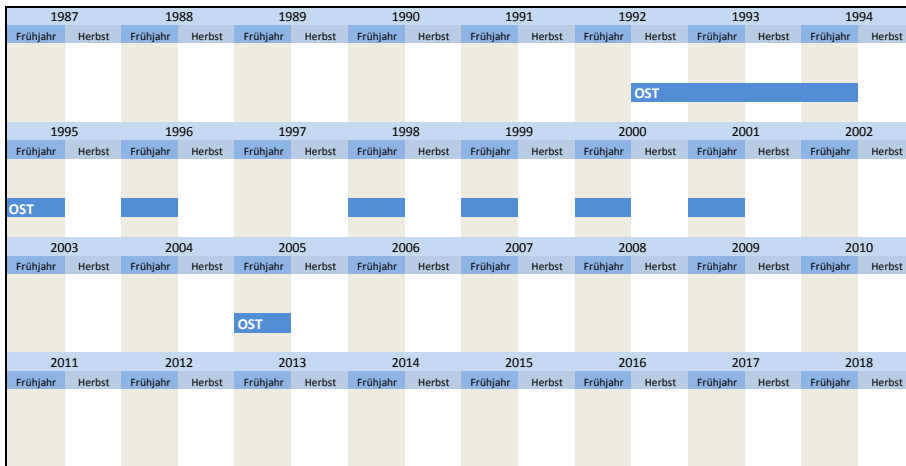 1987 1988 1989 1990 1991 1992 1993 1994
Frühjahr Herbst Frühjahr Herbst Frühjahr Herbst Frühjahr Herbst Frühjahr Herbst Frühjahr Herbst Frühjahr Herbst Frühjahr Herbst
OST
1995 1996 1997 1998 1999 2000 2001 2002
Frühjahr Herbst Frühjahr Herbst Frühjahr Herbst Frühjahr Herbst Frühjahr Herbst Frühjahr Herbst Frühjahr Herbst Frühjahr Herbst
OST
2003 2004 2005 2006 2007 2008 2009 2010
Frühjahr Herbst Frühjahr Herbst Frühjahr Herbst Frühjahr Herbst Frühjahr Herbst Frühjahr Herbst Frühjahr Herbst Frühjahr Herbst
OST
2011 2012 2013 2014 2015 2016 2017 2018
Frühjahr Herbst Frühjahr Herbst Frühjahr Herbst Frühjahr Herbst Frühjahr Herbst Frühjahr Herbst Frühjahr Herbst Frühjahr Herbst